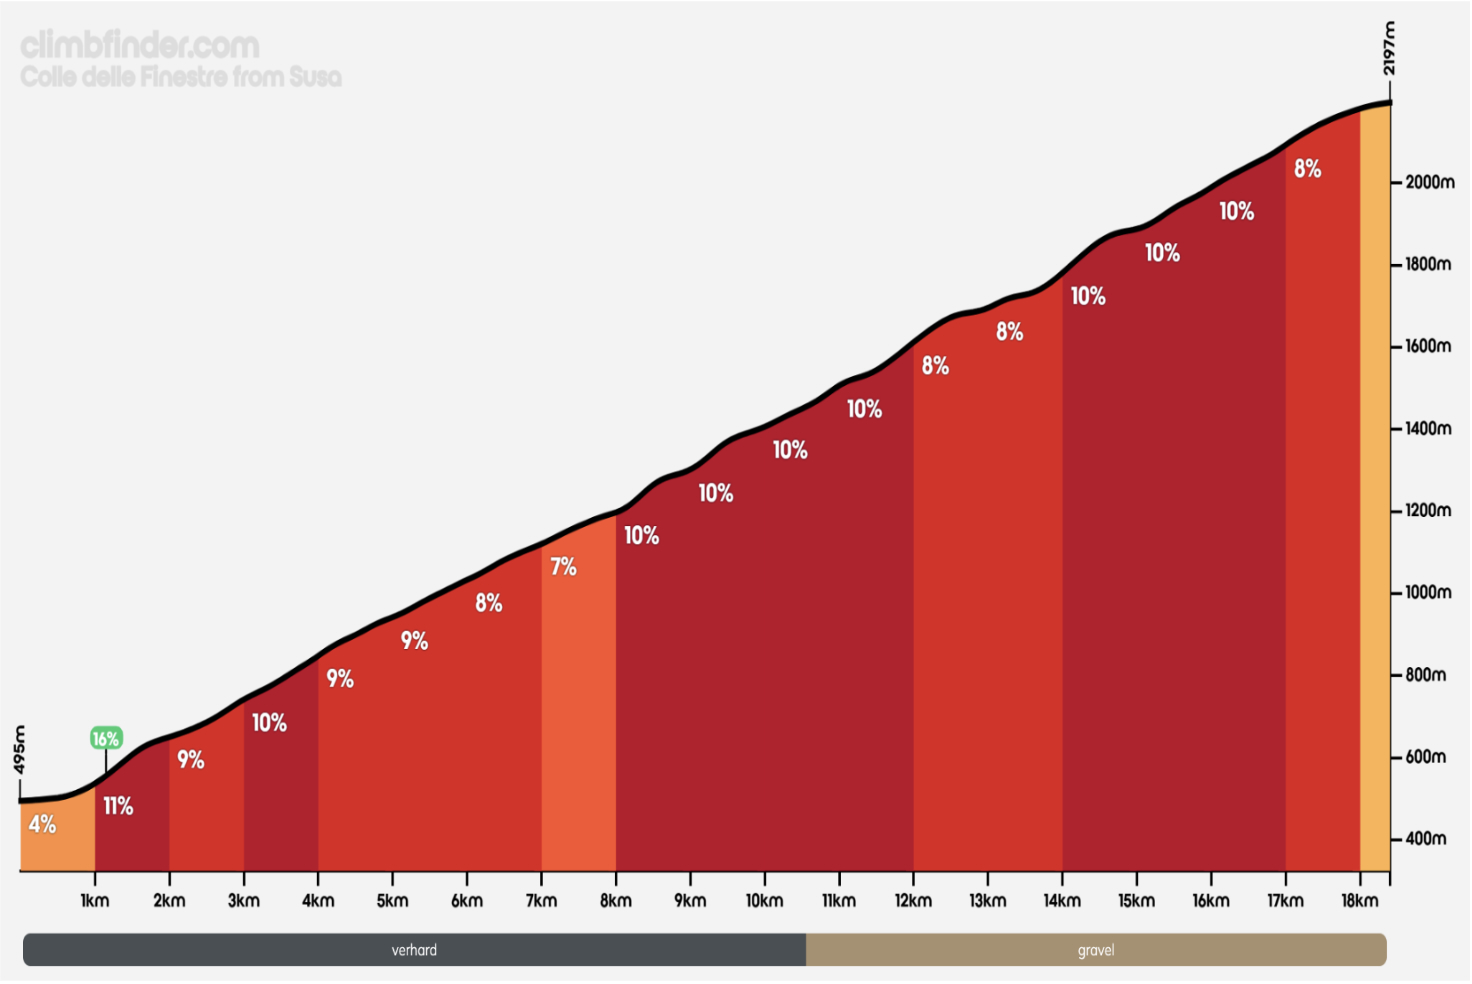 climbfinder.com
Colle delle Finestre from Susa
2197m
495m
16%
4%
11%
9%
10%
9%
9%
8%
7%
10%
10%
10%
10%
8%
8%
10%
10%
10%
8%
2000m
1800m
1600m
1400m
1200m
1000m
800m
600m
400m
1km 2km 3km 4km 5km 6km 7km 8km 9km 10km 11km 12km 13km 14km 15km 16km 17km 18km
verhard gravel